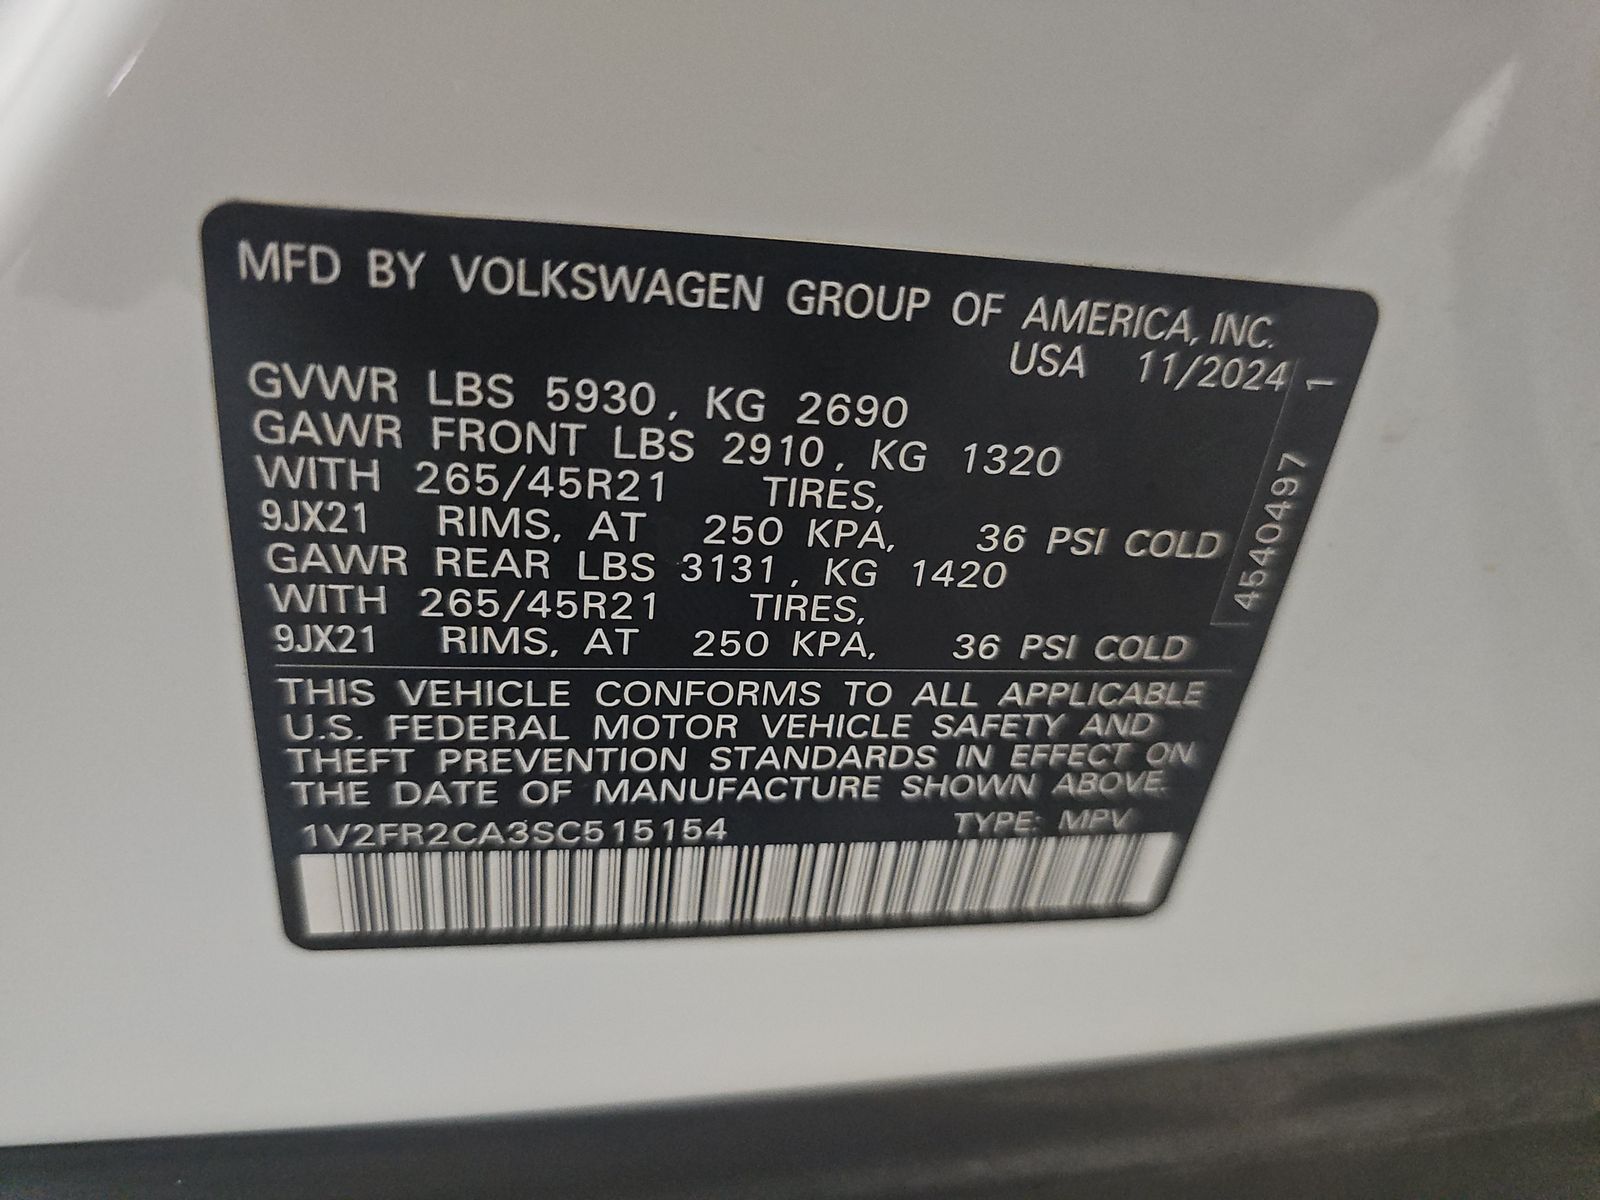 MFD BY VOLKSWAGEN GROUP OF AMERICA, INC.
USA 11/2024
GVWR LBS 5930, KG 2690
GAWR FRONT LBS 2910, KG 1320
WITH 265/45R21 TIRES,
9JX21 RIMS, AT 250 KPA, 36 PSI COLD
GAWR REAR LBS 3131, KG 1420
WITH 265/45R21 TIRES,
9JX21 RIMS, AT 250 KPA, 36 PSI COLD
4540497 1
THIS VEHICLE CONFORMS TO ALL APPLICABLE
U.S. FEDERAL MOTOR VEHICLE SAFETY AND
THEFT PREVENTION STANDARDS IN EFFECT ON
THE DATE OF MANUFACTURE SHOWN ABOVE.
1V2FR2CA3SC515154 TYPE: MPV